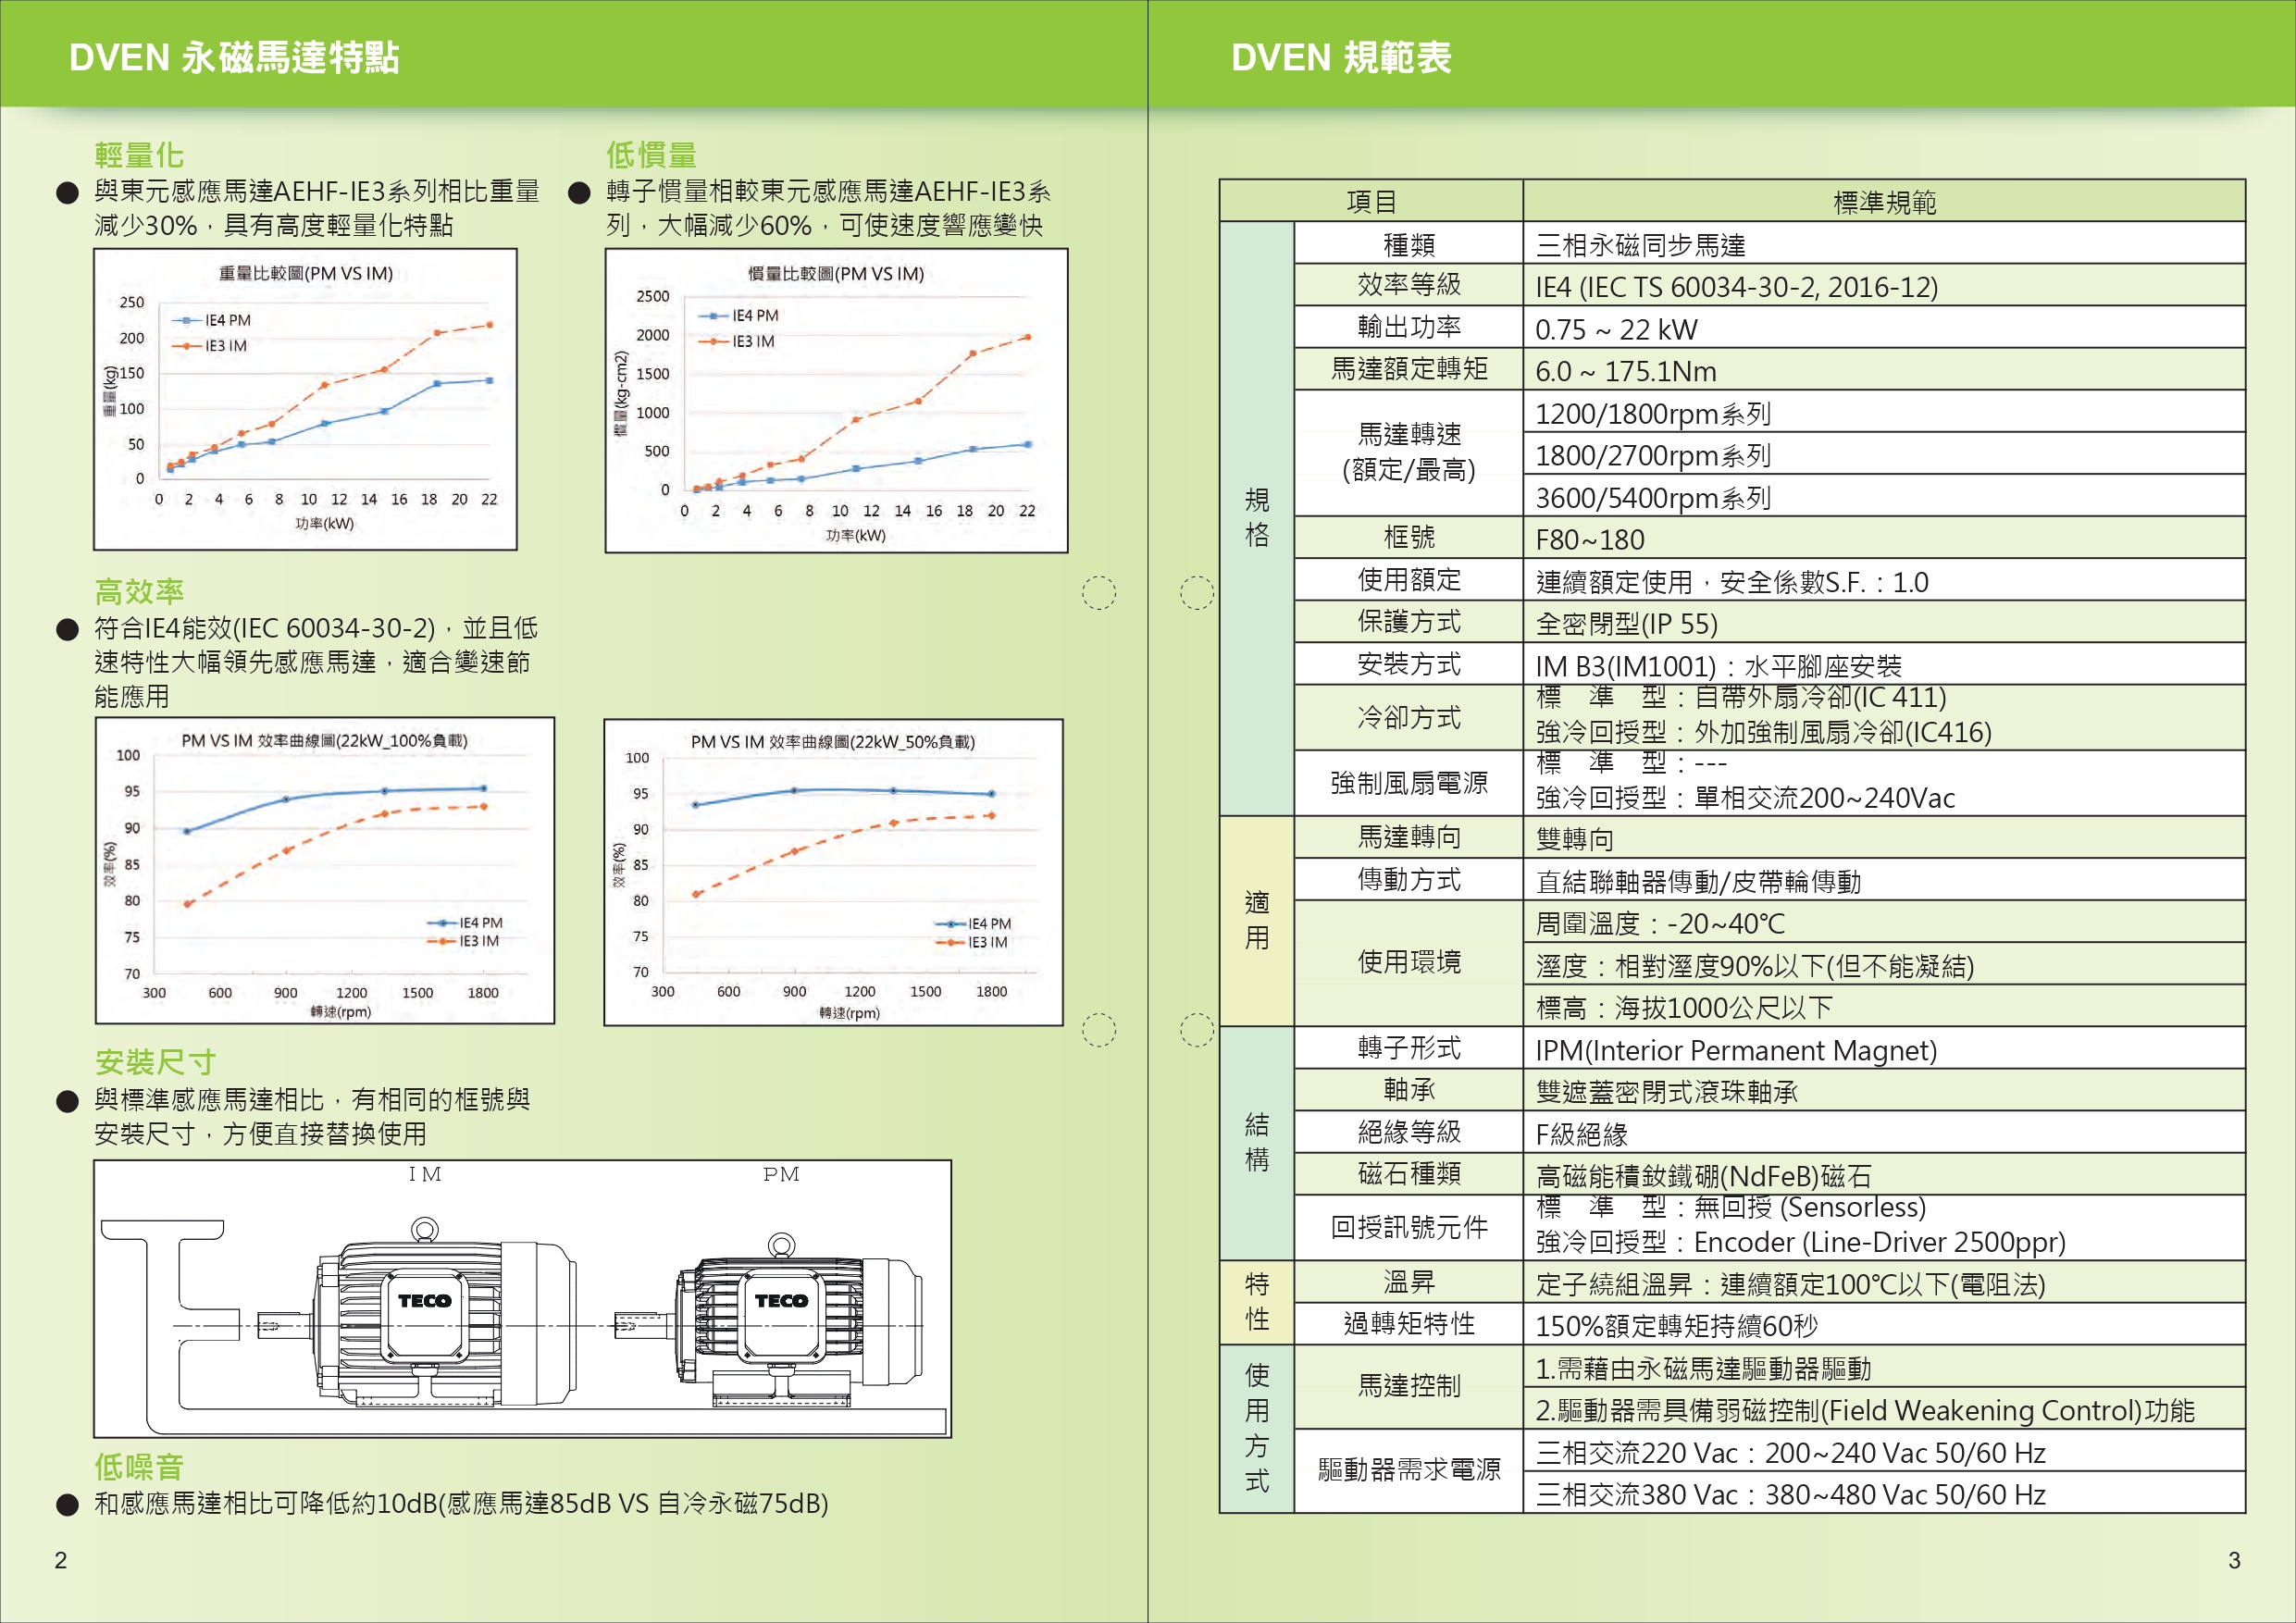 DVEN 永磁馬達特點
輕量化
● 與東元感應馬達AEHF-IE3系列相比重量
減少30%，具有高度輕量化特點
重量比較圖(PM VS IM)
250
200
150
100
50
0
重量(kg)
IE4 PM
IE3 IM
0 2 4 6 8 10 12 14 16 18 20 22
功率(kW)
低慣量
● 轉子慣量相較東元感應馬達AEHF-IE3系
列，大幅減少60%，可使速度響應變快
慣量比較圖(PM VS IM)
2500
2000
1500
1000
500
0
慣量(kg-cm2)
IE4 PM
IE3 IM
0 2 4 6 8 10 12 14 16 18 20 22
功率(kW)
高效率
● 符合IE4能效(IEC 60034-30-2)，並且低
速特性大幅領先感應馬達，適合變速節
能應用
PM VS IM 效率曲線圖(22kW_100%負載)
100
95
90
85
80
75
70
效率(%)
IE4 PM
IE3 IM
300 600 900 1200 1500 1800
轉速(rpm)
PM VS IM 效率曲線圖(22kW_50%負載)
100
95
90
85
80
75
70
效率(%)
IE4 PM
IE3 IM
300 600 900 1200 1500 1800
轉速(rpm)
安裝尺寸
● 與標準感應馬達相比，有相同的框號與
安裝尺寸，方便直接替換使用
IM PM
TECO TECO
低噪音
● 和感應馬達相比可降低約10dB(感應馬達85dB VS 自冷永磁75dB)
2
DVEN 規範表
項目 標準規範
規格
種類 三相永磁同步馬達
效率等級 IE4 (IEC TS 60034-30-2, 2016-12)
輸出功率 0.75 ~ 22 kW
馬達額定轉矩 6.0 ~ 175.1Nm
馬達轉速
(額定/最高)
1200/1800rpm系列
1800/2700rpm系列
3600/5400rpm系列
框號 F80~180
使用額定 連續額定使用，安全係數S.F.：1.0
保護方式 全密閉型(IP 55)
安裝方式 IM B3(IM1001)：水平腳座安裝
冷卻方式
標　準　型：自帶外扇冷卻(IC 411)
強冷回授型：外加強制風扇冷卻(IC416)
強制風扇電源
標　準　型：---
強冷回授型：單相交流200~240Vac
適用
馬達轉向 雙轉向
傳動方式 直結聯軸器傳動/皮帶輪傳動
使用環境
周圍溫度：-20~40℃
溼度：相對溼度90%以下(但不能凝結)
標高：海拔1000公尺以下
結構
轉子形式 IPM(Interior Permanent Magnet)
軸承 雙遮蓋密閉式滾珠軸承
絕緣等級 F級絕緣
磁石種類 高磁能積釹鐵硼(NdFeB)磁石
回授訊號元件
標　準　型：無回授 (Sensorless)
強冷回授型：Encoder (Line-Driver 2500ppr)
特性
溫昇 定子繞組溫昇：連續額定100℃以下(電阻法)
過轉矩特性 150%額定轉矩持續60秒
使用方式
馬達控制
1.需藉由永磁馬達驅動器驅動
2.驅動器需具備弱磁控制(Field Weakening Control)功能
驅動器需求電源
三相交流220 Vac：200~240 Vac 50/60 Hz
三相交流380 Vac：380~480 Vac 50/60 Hz
3